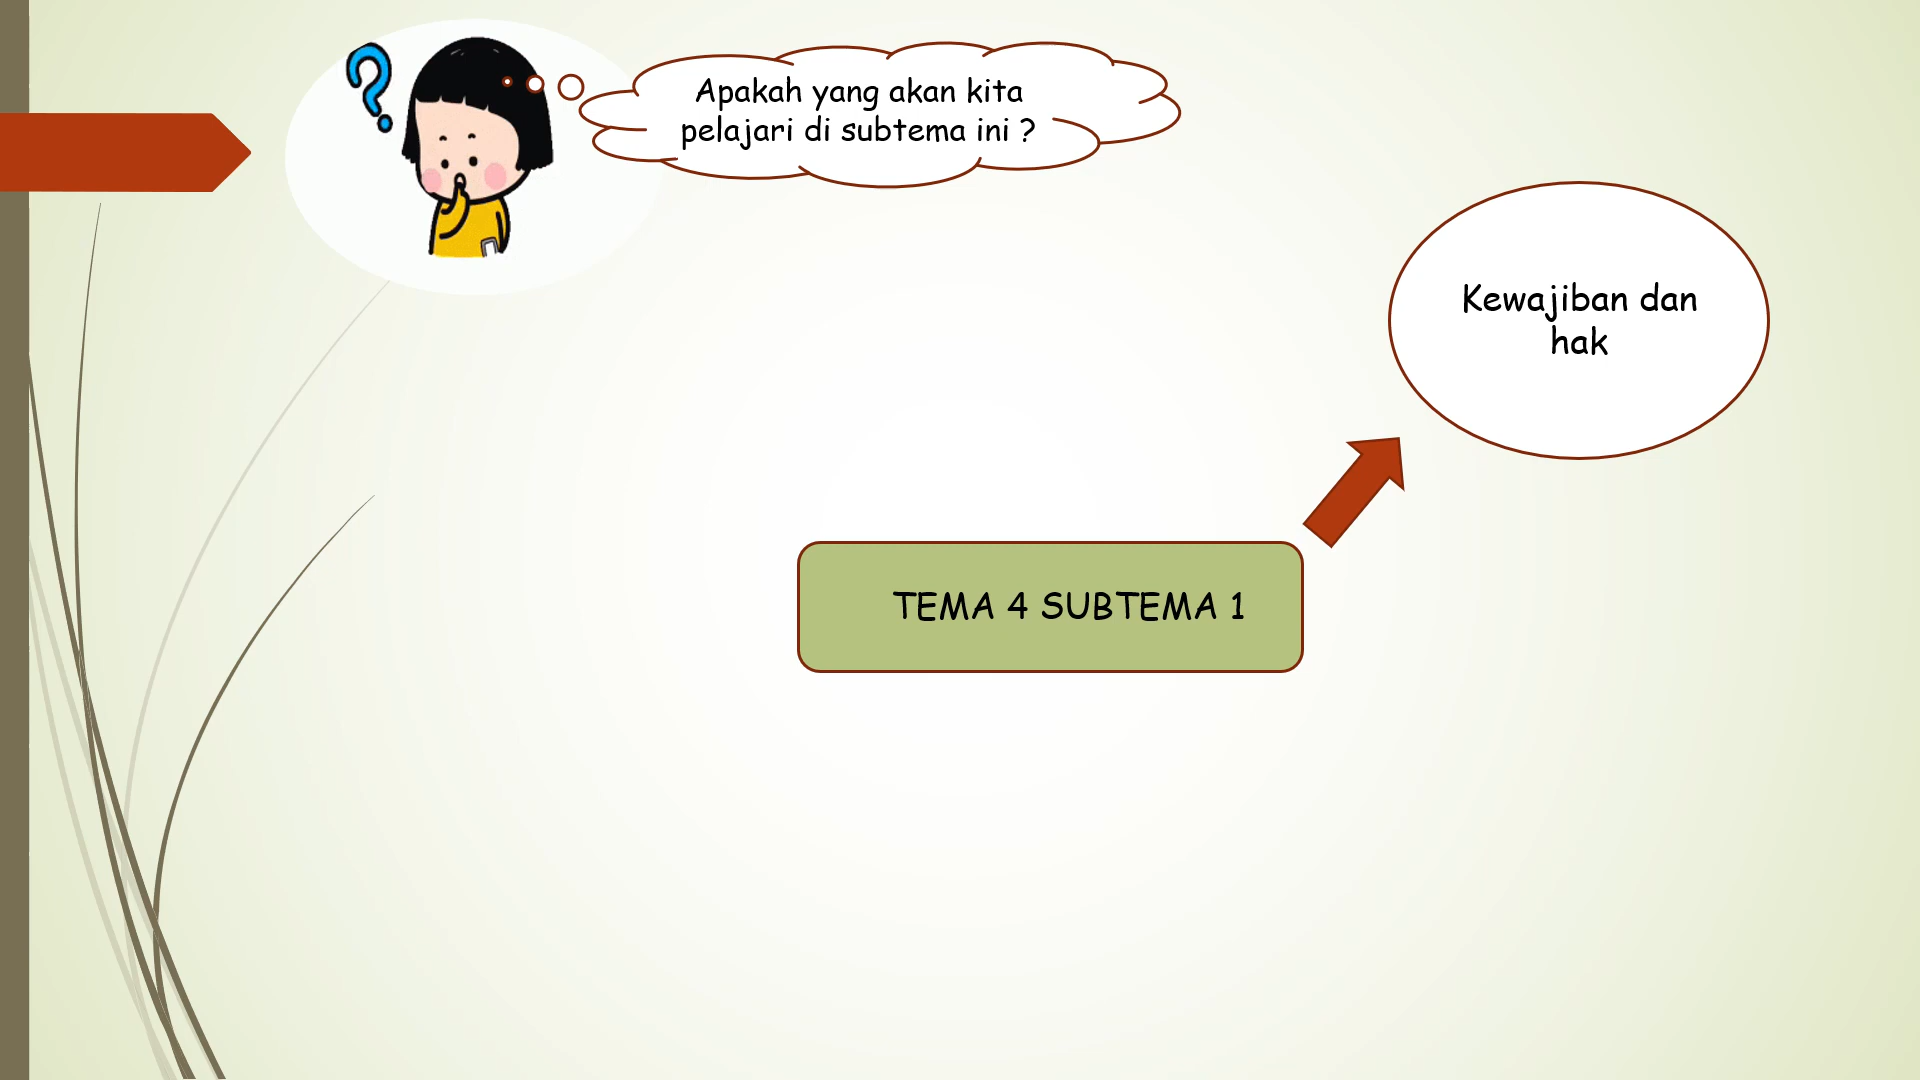 Apakah yang akan kita
pelajari di subtema ini ?
Kewajiban dan
hak
TEMA 4 SUBTEMA 1